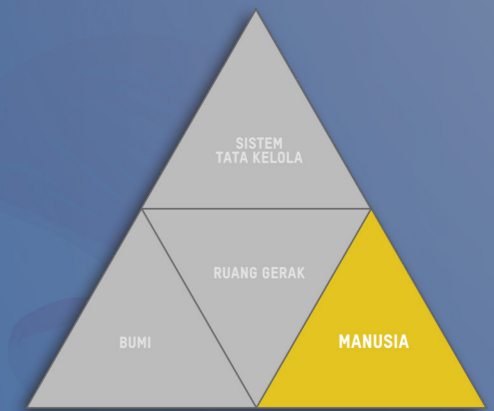 SISTEM
TATA KELOLA
RUANG GERAK
BUMI
MANUSIA